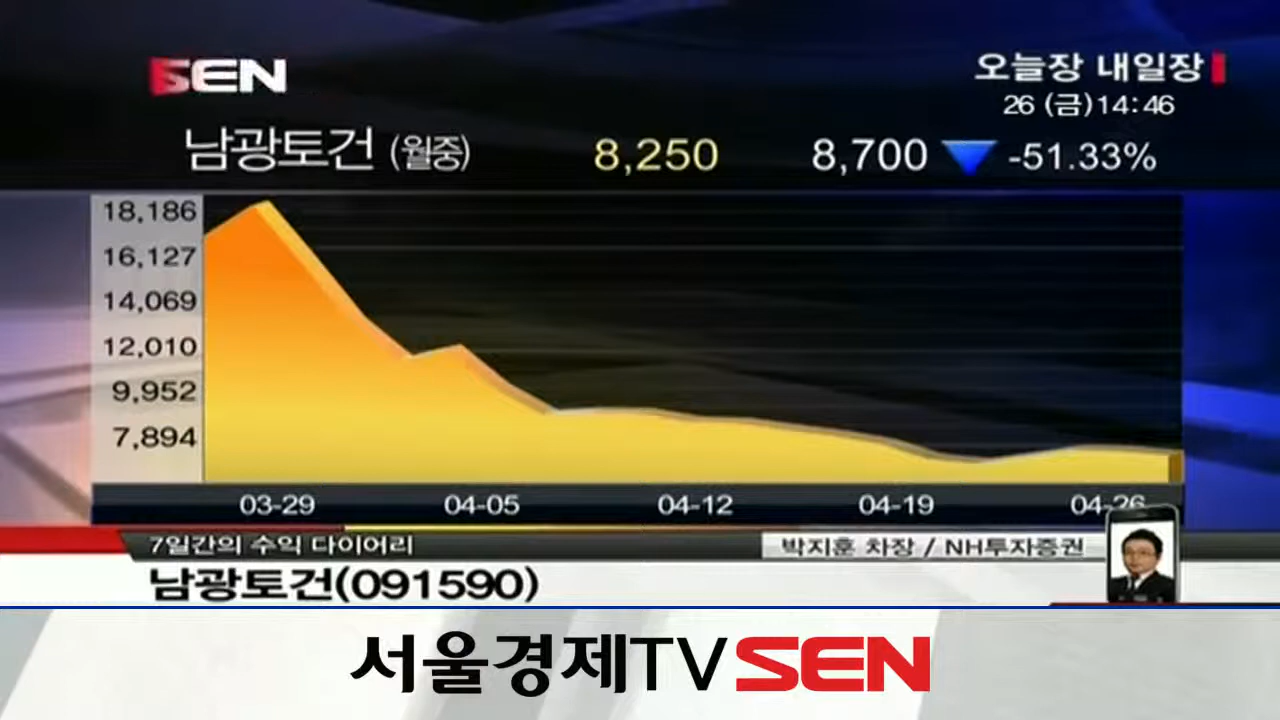 SEN
오늘장 내일장
26 (금)14:46
남광토건 (월중) 8,250 8,700 ▼ -51.33%
18,186
16,127
14,069
12,010
9,952
7,894
03-29 04-05 04-12 04-19 04-26
7일간의 수익 다이어리
박지훈 차장 / NH투자증권
남광토건(091590)
서울경제TV SEN